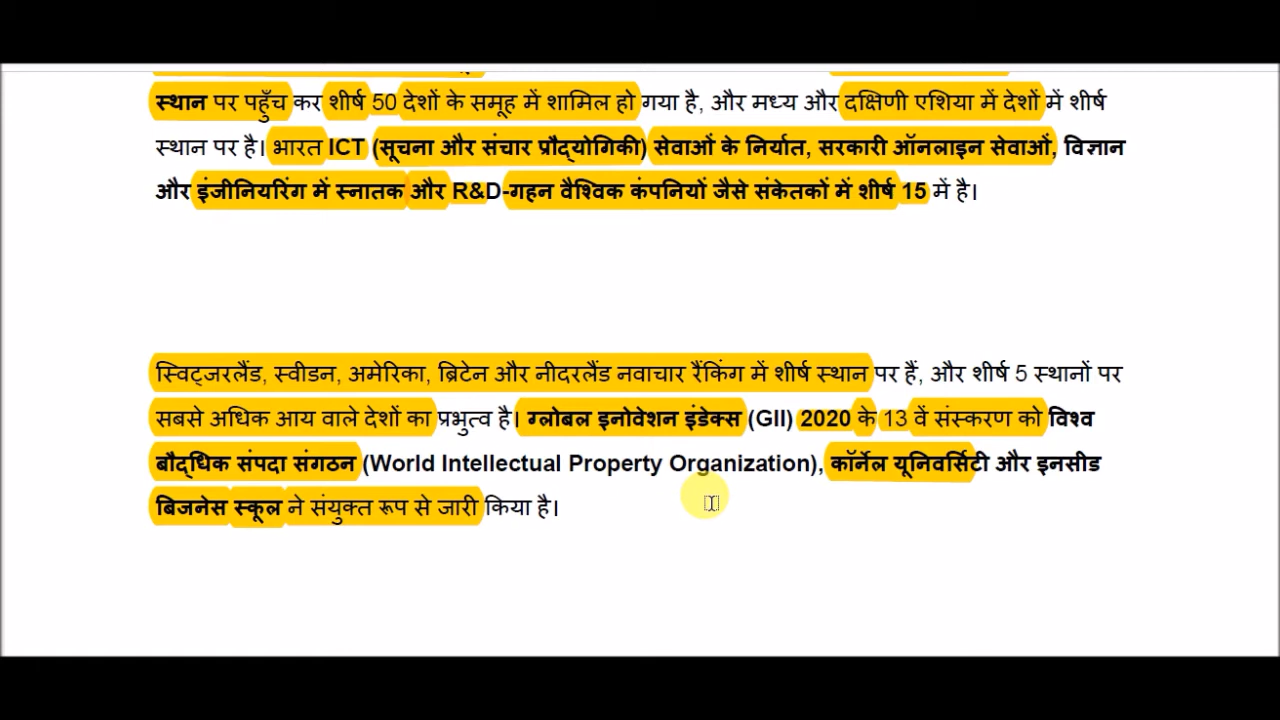 स्थान पर पहुँच कर शीर्ष 50 देशों के समूह में शामिल हो गया है, और मध्य और दक्षिणी एशिया में देशों में शीर्ष
स्थान पर है। भारत ICT (सूचना और संचार प्रौद्योगिकी) सेवाओं के निर्यात, सरकारी ऑनलाइन सेवाओं, विज्ञान
और इंजीनियरिंग में स्नातक और R&D-गहन वैश्विक कंपनियों जैसे संकेतकों में शीर्ष 15 में है।
स्विट्जरलैंड, स्वीडन, अमेरिका, ब्रिटेन और नीदरलैंड नवाचार रैंकिंग में शीर्ष स्थान पर हैं, और शीर्ष 5 स्थानों पर
सबसे अधिक आय वाले देशों का प्रभुत्व है। ग्लोबल इनोवेशन इंडेक्स (GII) 2020 के 13 वें संस्करण को विश्व
बौद्धिक संपदा संगठन (World Intellectual Property Organization), कॉर्नेल यूनिवर्सिटी और इनसीड
बिजनेस स्कूल ने संयुक्त रूप से जारी किया है।